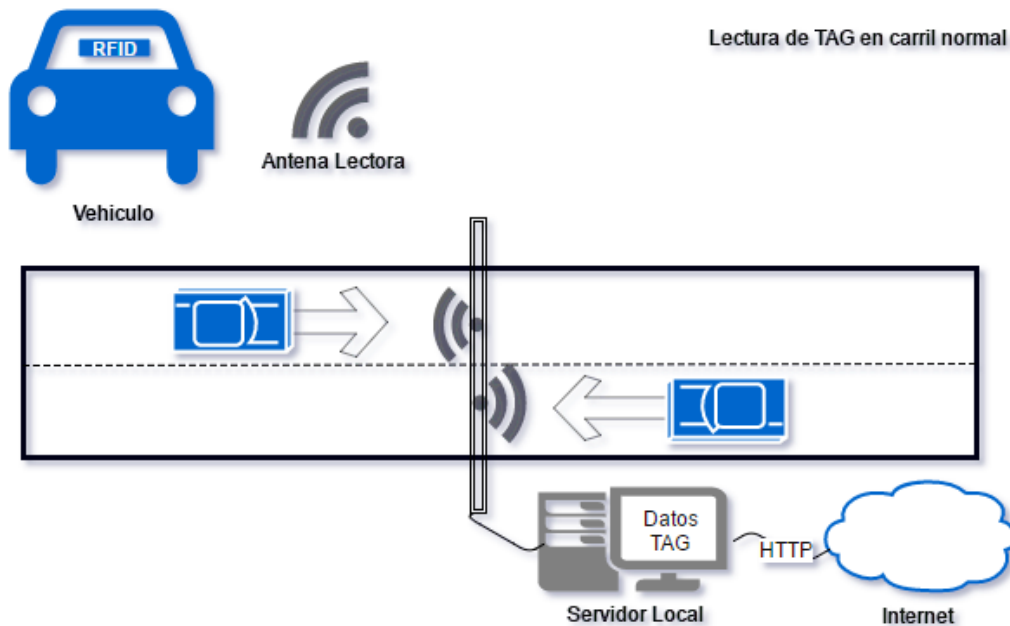 RFID
Lectura de TAG en carril normal
Antena Lectora
Vehiculo
Datos
TAG
HTTP
Servidor Local
Internet